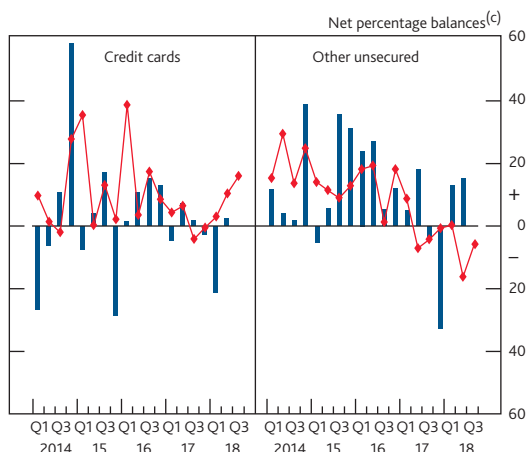 Net percentage balances(c)
Credit cards
Other unsecured
60
40
20
+
0
–
20
40
60
Q1 Q3 Q1 Q3 Q1 Q3 Q1 Q3 Q1 Q3
2014 15 16 17 18
Q1 Q3 Q1 Q3 Q1 Q3 Q1 Q3 Q1 Q3
2014 15 16 17 18